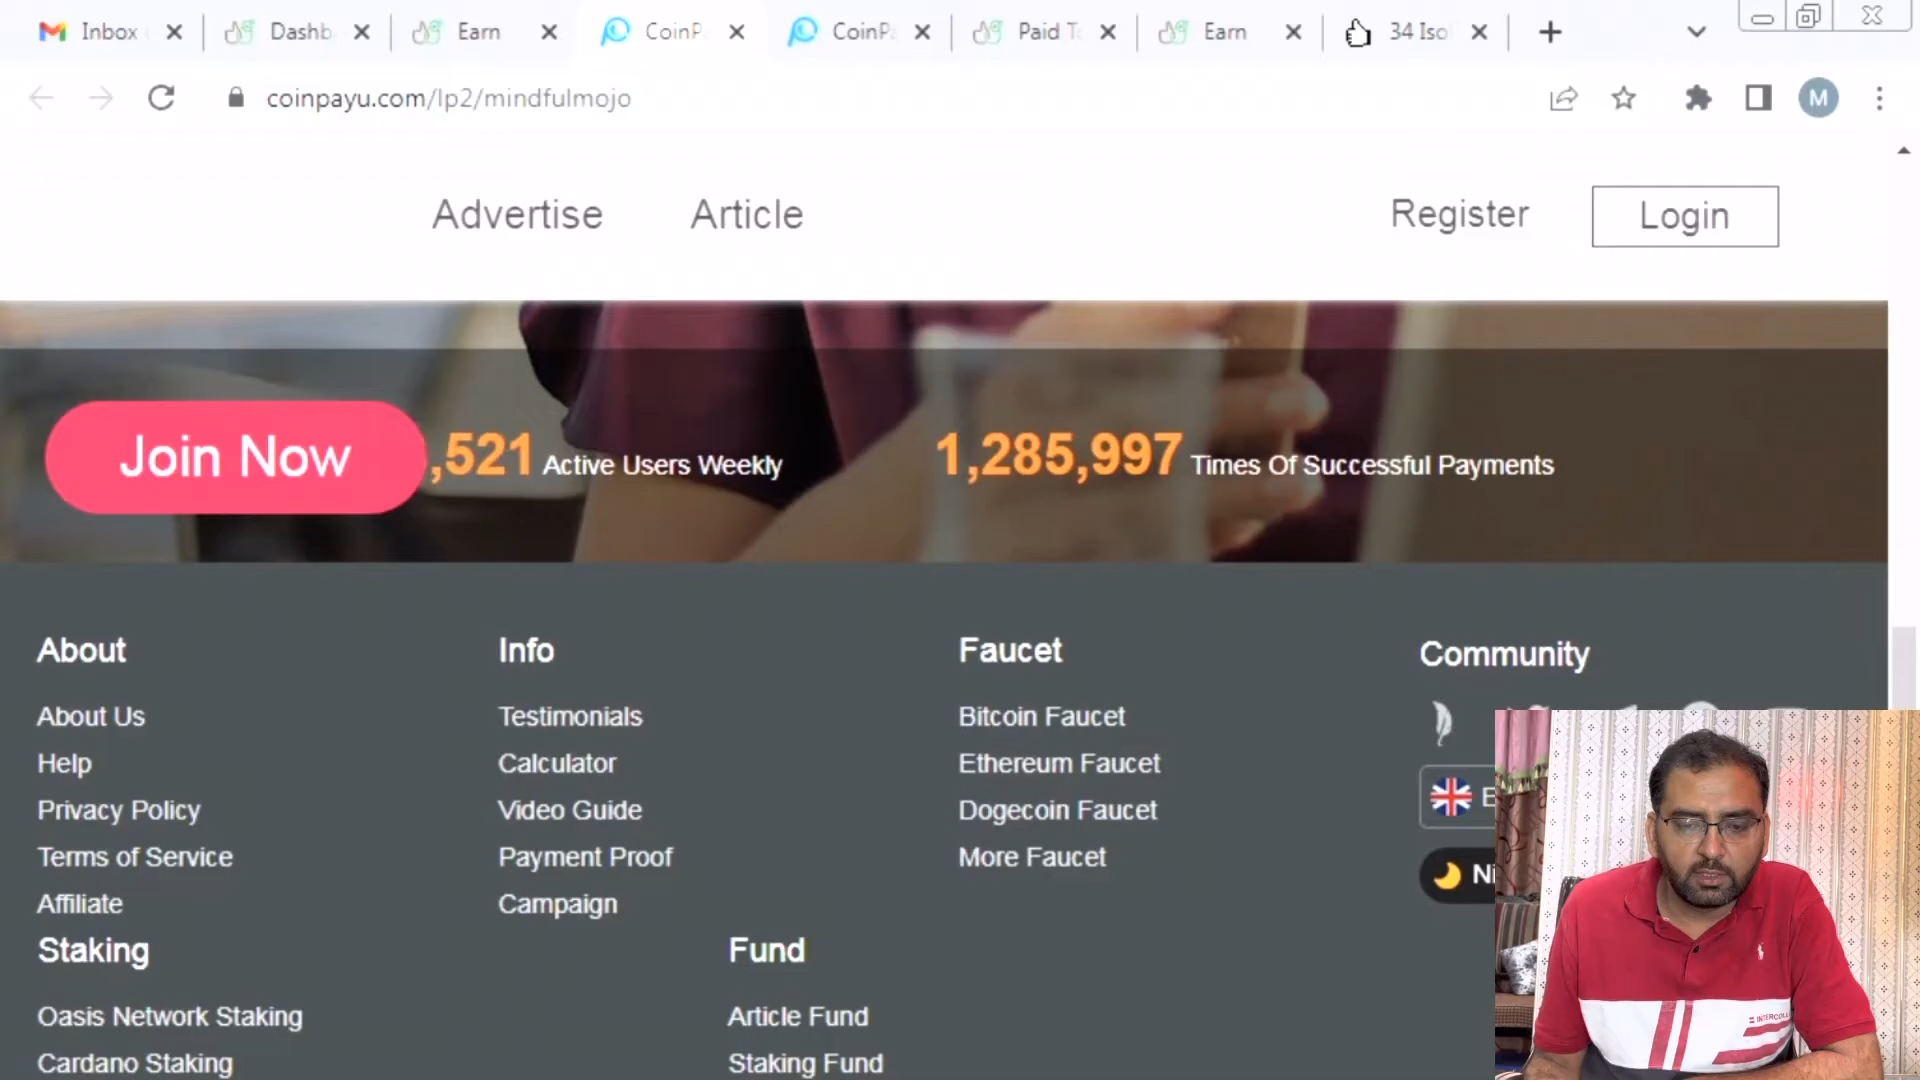 Inbox
Dashb
Earn
CoinP
CoinPa
Paid T
Earn
34 Iso
coinpayu.com/lp2/mindfulmojo
M
Advertise
Article
Register
Login
Join Now
,521 Active Users Weekly
1,285,997 Times Of Successful Payments
About
About Us
Help
Privacy Policy
Terms of Service
Affiliate
Info
Testimonials
Calculator
Video Guide
Payment Proof
Campaign
Faucet
Bitcoin Faucet
Ethereum Faucet
Dogecoin Faucet
More Faucet
Community
E
Ni
Staking
Oasis Network Staking
Cardano Staking
Fund
Article Fund
Staking Fund